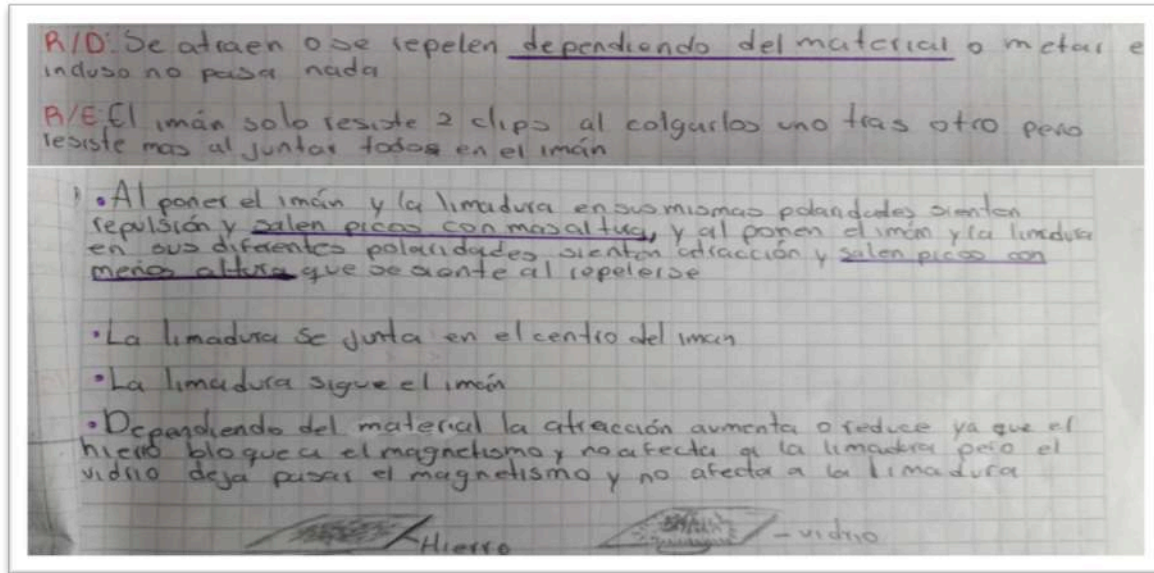 R/D: Se atraen o se repelen dependiendo del material o metal e
incluso no pasa nada
R/E: El imán solo resiste 2 clips al colgarlos uno tras otro pero
resiste mas al juntar todos en el imán
• Al poner el imán y la limadura en sus mismas polaridades sienten
repulsión y salen picos con mas altura, y al ponen el imán y la limadura
en sus diferentes polaridades sienten atracción y salen picos con
menos altura que se siente al repelerse
• La limadura se junta en el centro del iman
• La limadura sigue el imán
• Dependiendo del material la atracción aumenta o reduce ya que el
hierro bloquea el magnetismo y no afecta a la limadura pero el
vidrio deja pasar el magnetismo y no afecta a la limadura
Hierro
- vidrio